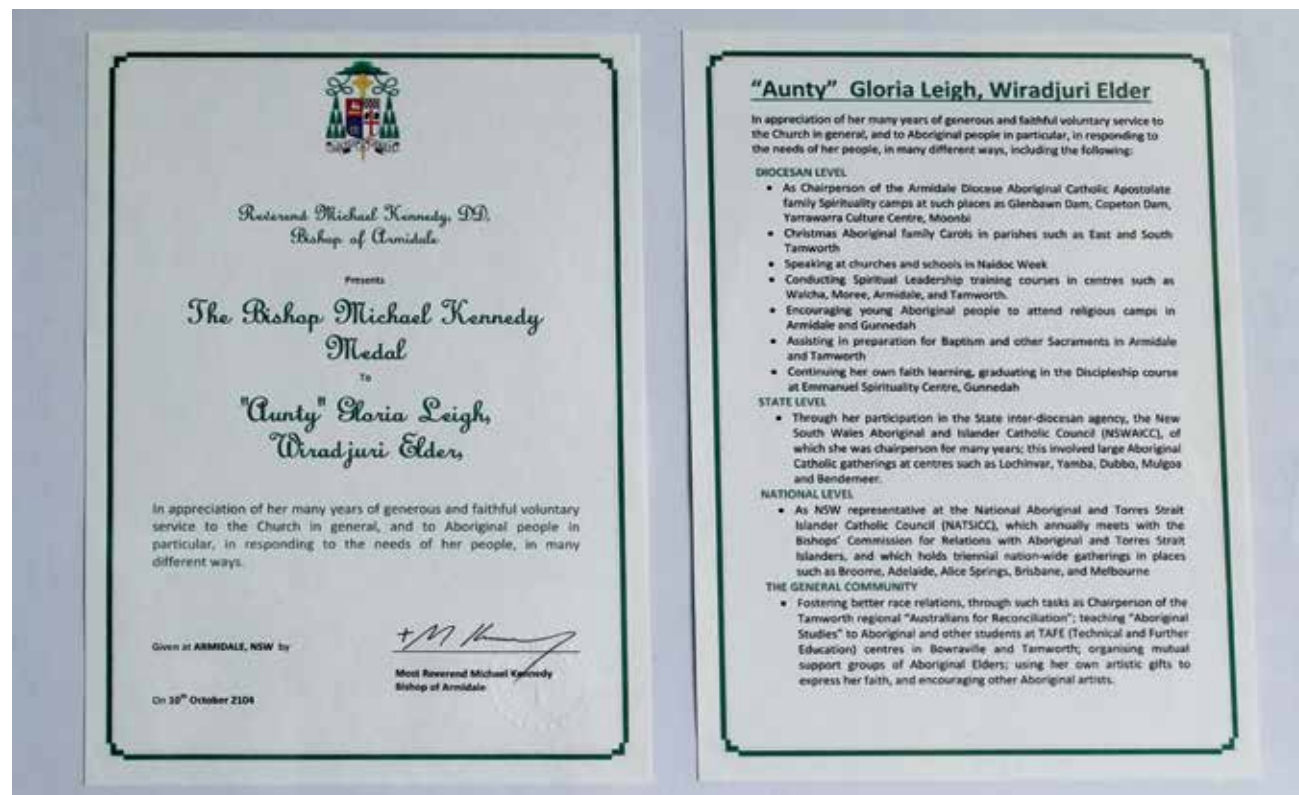 Reverend Michael Kennedy, DD.
Bishop of Armidale
Presents
The Bishop Michael Kennedy
Medal
To
"Aunty" Gloria Leigh,
Wiradjuri Elder,
In appreciation of her many years of generous and faithful voluntary
service to the Church in general, and to Aboriginal people in
particular, in responding to the needs of her people, in many
different ways.
Given at ARMIDALE, NSW by
Most Reverend Michael Kennedy
Bishop of Armidale
On 10th October 2104
"Aunty" Gloria Leigh, Wiradjuri Elder
In appreciation of her many years of generous and faithful voluntary service to
the Church in general, and to Aboriginal people in particular, in responding to
the needs of her people, in many different ways, including the following:
DIOCESAN LEVEL
• As Chairperson of the Armidale Diocese Aboriginal Catholic Apostolate
family Spirituality camps at such places as Glenbawn Dam, Copeton Dam,
Yarrawarra Culture Centre, Moonbi
• Christmas Aboriginal family Carols in parishes such as East and South
Tamworth
• Speaking at churches and schools in Naidoc Week
• Conducting Spiritual Leadership training courses in centres such as
Walcha, Moree, Armidale, and Tamworth.
• Encouraging young Aboriginal people to attend religious camps in
Armidale and Gunnedah
• Assisting in preparation for Baptism and other Sacraments in Armidale
and Tamworth
• Continuing her own faith learning, graduating in the Discipleship course
at Emmanuel Spirituality Centre, Gunnedah
STATE LEVEL
• Through her participation in the State inter-diocesan agency, the New
South Wales Aboriginal and Islander Catholic Council (NSWAICC), of
which she was chairperson for many years; this involved large Aboriginal
Catholic gatherings at centres such as Lochinvar, Yamba, Dubbo, Mulgoa
and Bendemeer.
NATIONAL LEVEL
• As NSW representative at the National Aboriginal and Torres Strait
Islander Catholic Council (NATSICC), which annually meets with the
Bishops' Commission for Relations with Aboriginal and Torres Strait
Islanders, and which holds triennial nation-wide gatherings in places
such as Broome, Adelaide, Alice Springs, Brisbane, and Melbourne
THE GENERAL COMMUNITY
• Fostering better race relations, through such tasks as Chairperson of the
Tamworth regional "Australians for Reconciliation"; teaching "Aboriginal
Studies" to Aboriginal and other students at TAFE (Technical and Further
Education) centres in Bowraville and Tamworth; organising mutual
support groups of Aboriginal Elders; using her own artistic gifts to
express her faith, and encouraging other Aboriginal artists.